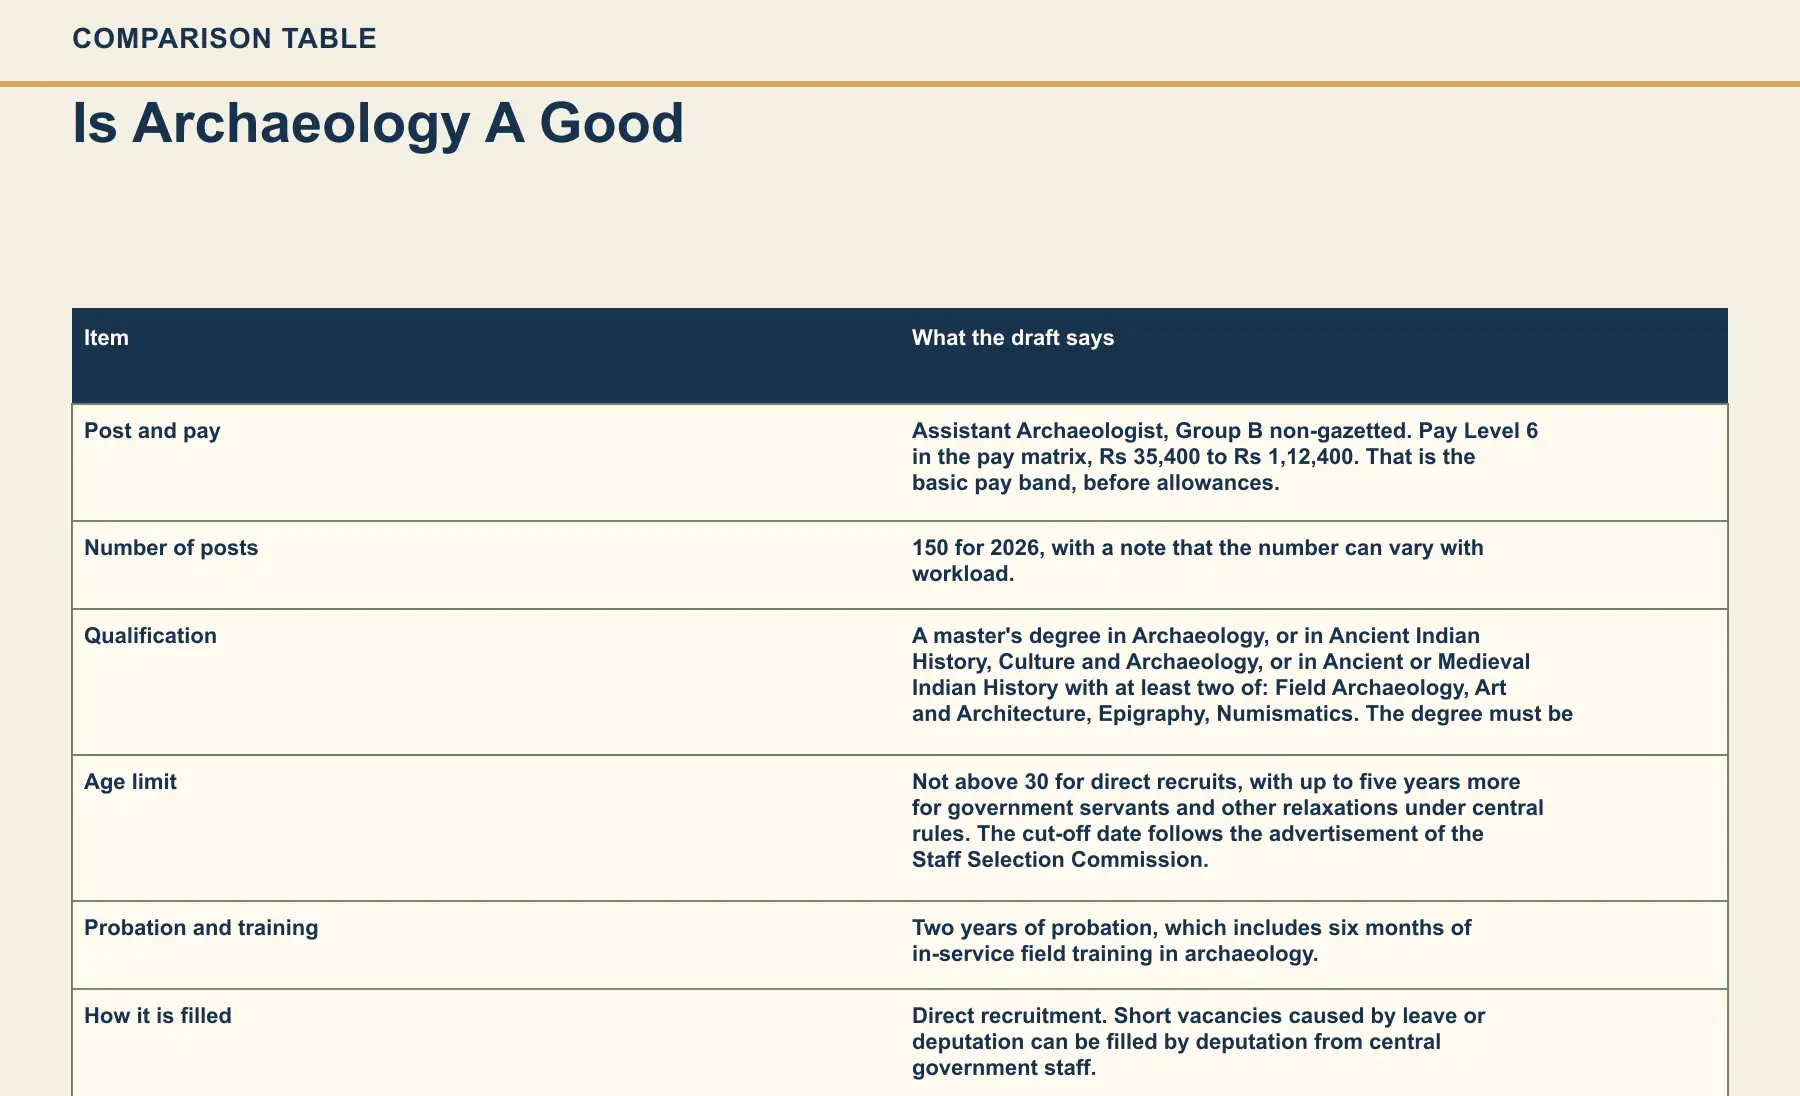 COMPARISON TABLE
Is Archaeology A Good
Item
What the draft says
Post and pay
Assistant Archaeologist, Group B non-gazetted. Pay Level 6
in the pay matrix, Rs 35,400 to Rs 1,12,400. That is the
basic pay band, before allowances.
Number of posts
150 for 2026, with a note that the number can vary with
workload.
Qualification
A master's degree in Archaeology, or in Ancient Indian
History, Culture and Archaeology, or in Ancient or Medieval
Indian History with at least two of: Field Archaeology, Art
and Architecture, Epigraphy, Numismatics. The degree must be
Age limit
Not above 30 for direct recruits, with up to five years more
for government servants and other relaxations under central
rules. The cut-off date follows the advertisement of the
Staff Selection Commission.
Probation and training
Two years of probation, which includes six months of
in-service field training in archaeology.
How it is filled
Direct recruitment. Short vacancies caused by leave or
deputation can be filled by deputation from central
government staff.